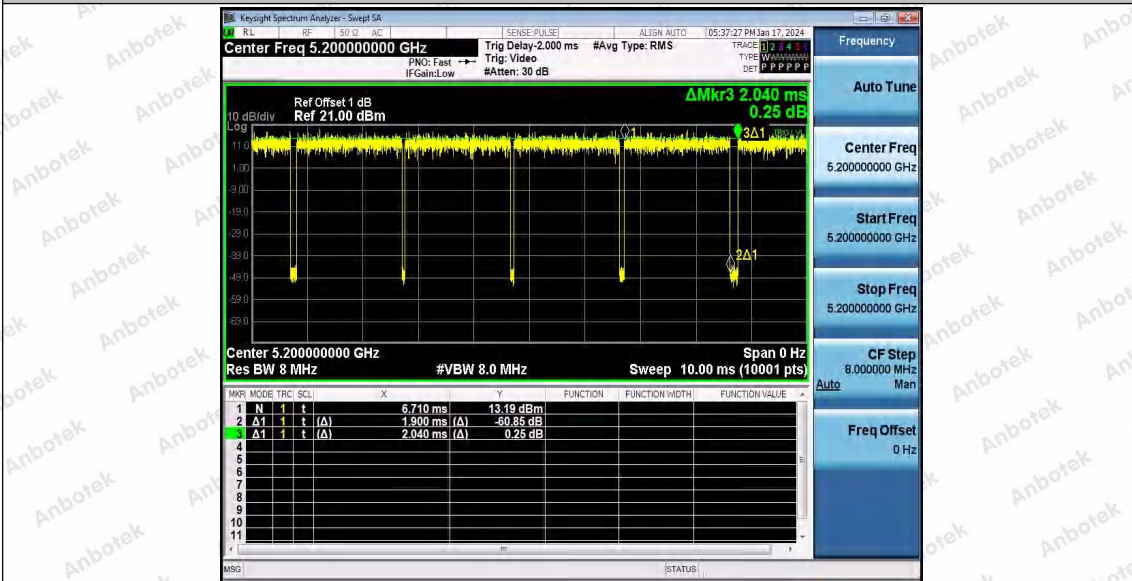 Keysight Spectrum Analyzer - Swept SA
RL RF 50 Ω AC SENSE:PULSE ALIGN AUTO 05:37:27 PM Jan 17, 2024
Center Freq 5.200000000 GHz
Trig Delay-2.000 ms #Avg Type: RMS
PNO: Fast Trig: Video
IFGain:Low #Atten: 30 dB
TRACE 1 2 3 4 5 6
TYPE W
DET P P P P P P
ΔMkr3 2.040 ms
0.25 dB
Ref Offset 1 dB
10 dB/div Ref 21.00 dBm
Log
11.0
1.00
-9.00
-19.0
-29.0
-39.0
-49.0
-59.0
-69.0
1
3Δ1
2Δ1
Center 5.200000000 GHz Span 0 Hz
Res BW 8 MHz #VBW 8.0 MHz Sweep 10.00 ms (10001 pts)
MKR MODE TRC SCL X Y FUNCTION FUNCTION WIDTH FUNCTION VALUE
1 N 1 t 6.710 ms 13.19 dBm
2 Δ1 1 t (Δ) 1.900 ms (Δ) -60.85 dB
3 Δ1 1 t (Δ) 2.040 ms (Δ) 0.25 dB
4
5
6
7
8
9
10
11
MSG STATUS
Frequency
Auto Tune
Center Freq
5.200000000 GHz
Start Freq
5.200000000 GHz
Stop Freq
5.200000000 GHz
CF Step
8.000000 MHz
Auto Man
Freq Offset
0 Hz
Anbotek